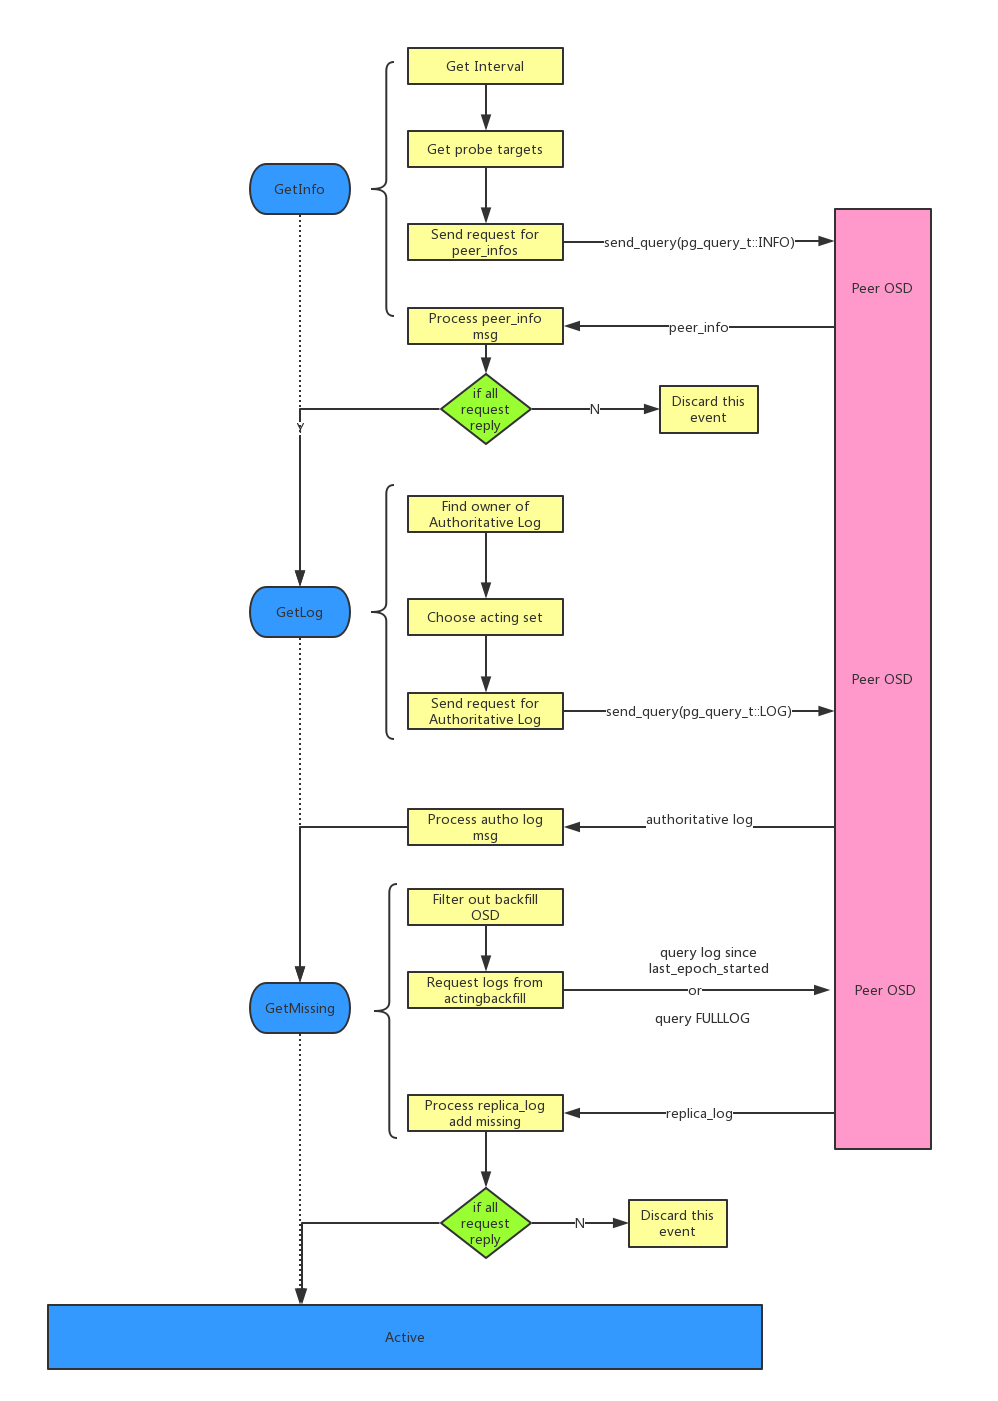 Get Interval
Get probe targets
GetInfo
Send request for
peer_infos
send_query(pg_query_t::INFO)
Peer OSD
Process peer_info
msg
peer_info
if all
request
reply
N
Discard this
event
Y
Find owner of
Authoritative Log
GetLog
Choose acting set
Peer OSD
Send request for
Authoritative Log
send_query(pg_query_t::LOG)
Process autho log
msg
authoritative log
Filter out backfill
OSD
query log since
last_epoch_started
Request logs from
actingbackfill
or
Peer OSD
GetMissing
query FULLLOG
Process replica_log
add missing
replica_log
if all
request
reply
N
Discard this
event
Active